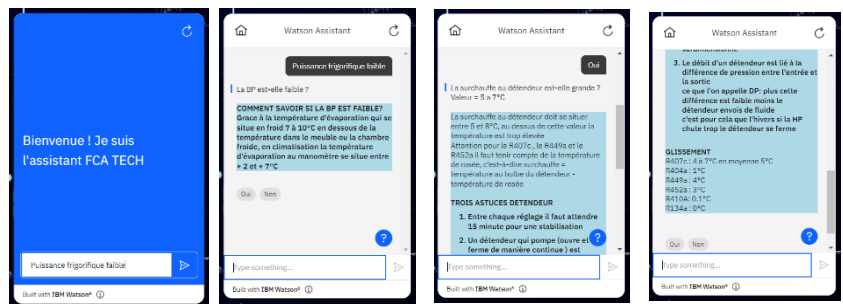 Bienvenue ! Je suis
l'assistant FCA TECH
Puissance frigorifique faible
Built with IBM Watson®
Watson Assistant
Puissance frigorifique faible
La BP est-elle faible ?
COMMENT SAVOIR SI LA BP EST FAIBLE?
Grace à la température d'évaporation qui se
situe en froid 7 à 10°C en dessous de la
température dans le meuble ou la chambre
froide, en climatisation la température
d'évaporation au manomètre se situe entre
+ 2 et + 7°C
Oui Non
?
Type something...
Built with IBM Watson®
Watson Assistant
Oui
La surchauffe au détendeur est-elle grande ?
Valeur = 5 a 7°C
La surchauffe au détendeur doit se situer
entre 5 et 8°C, au dessus de cette valeur la
température est trop élevée
Attention pour le R407c , le R449a et le
R452a il faut tenir compte de la température
de rosée, c'est-à-dire surchauffe =
température au bulbe du détendeur -
température de rosée
TROIS ASTUCES DETENDEUR
1. Entre chaque réglage il faut attendre
15 minute pour une stabilisation
2. Un détendeur qui pompe (ouvre et
ferme de manière continue ) est
?
Type something...
Built with IBM Watson®
Watson Assistant
surdimensionné
3. Le débit d'un détendeur est lié à la
différence de pression entre l'entrée et
la sortie
ce que l'on appelle DP: plus cette
différence est faible moins le
détendeur envois de fluide
c'est pour cela que l'hivers si la HP
chute trop le détendeur se ferme
GLISSEMENT
R407c : 4 à 7°C en moyenne 5°C
R404a : 1°C
R449a : 4°C
R452a : 3°C
R410A: 0.1°C
R134a : 0°C
Oui Non
?
Type something...
Built with IBM Watson®